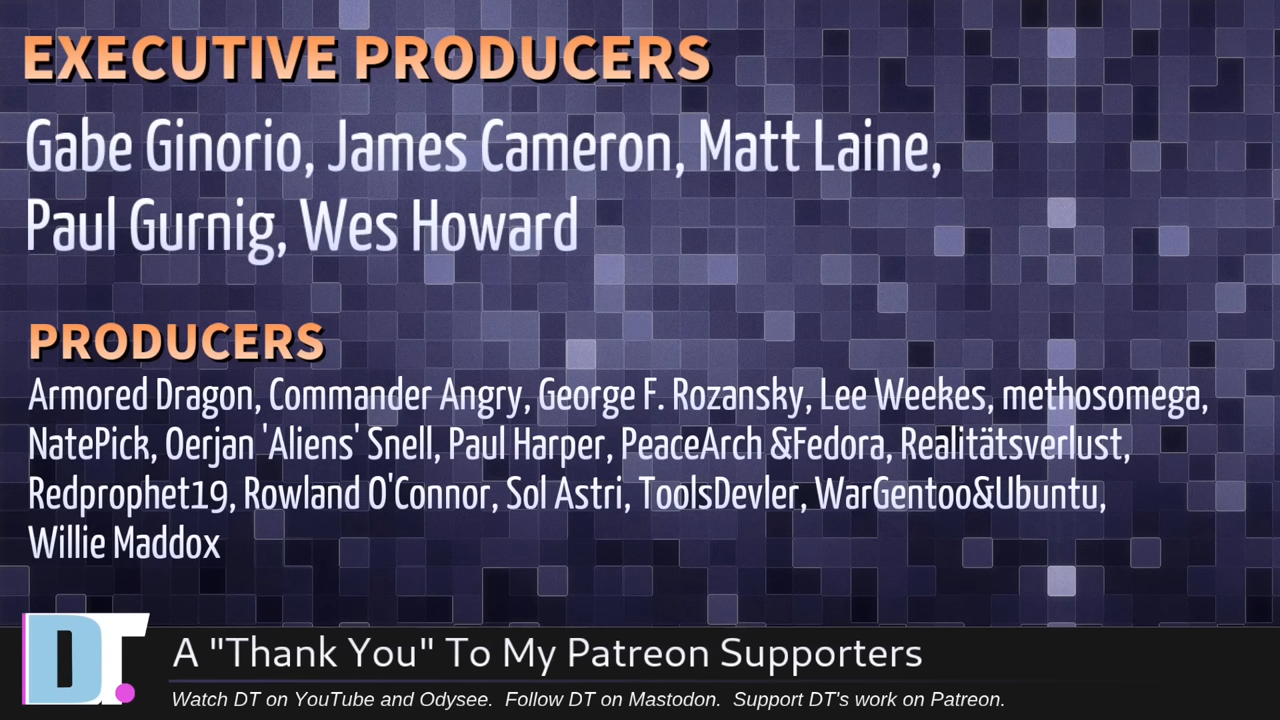 EXECUTIVE PRODUCERS
Gabe Ginorio, James Cameron, Matt Laine,
Paul Gurnig, Wes Howard
PRODUCERS
Armored Dragon, Commander Angry, George F. Rozansky, Lee Weekes, methosomega,
NatePick, Oerjan 'Aliens' Snell, Paul Harper, PeaceArch &Fedora, Realitätsverlust,
Redprophet19, Rowland O'Connor, Sol Astri, ToolsDevler, WarGentoo&Ubuntu,
Willie Maddox
DT.
A "Thank You" To My Patreon Supporters
Watch DT on YouTube and Odysee. Follow DT on Mastodon. Support DT's work on Patreon.